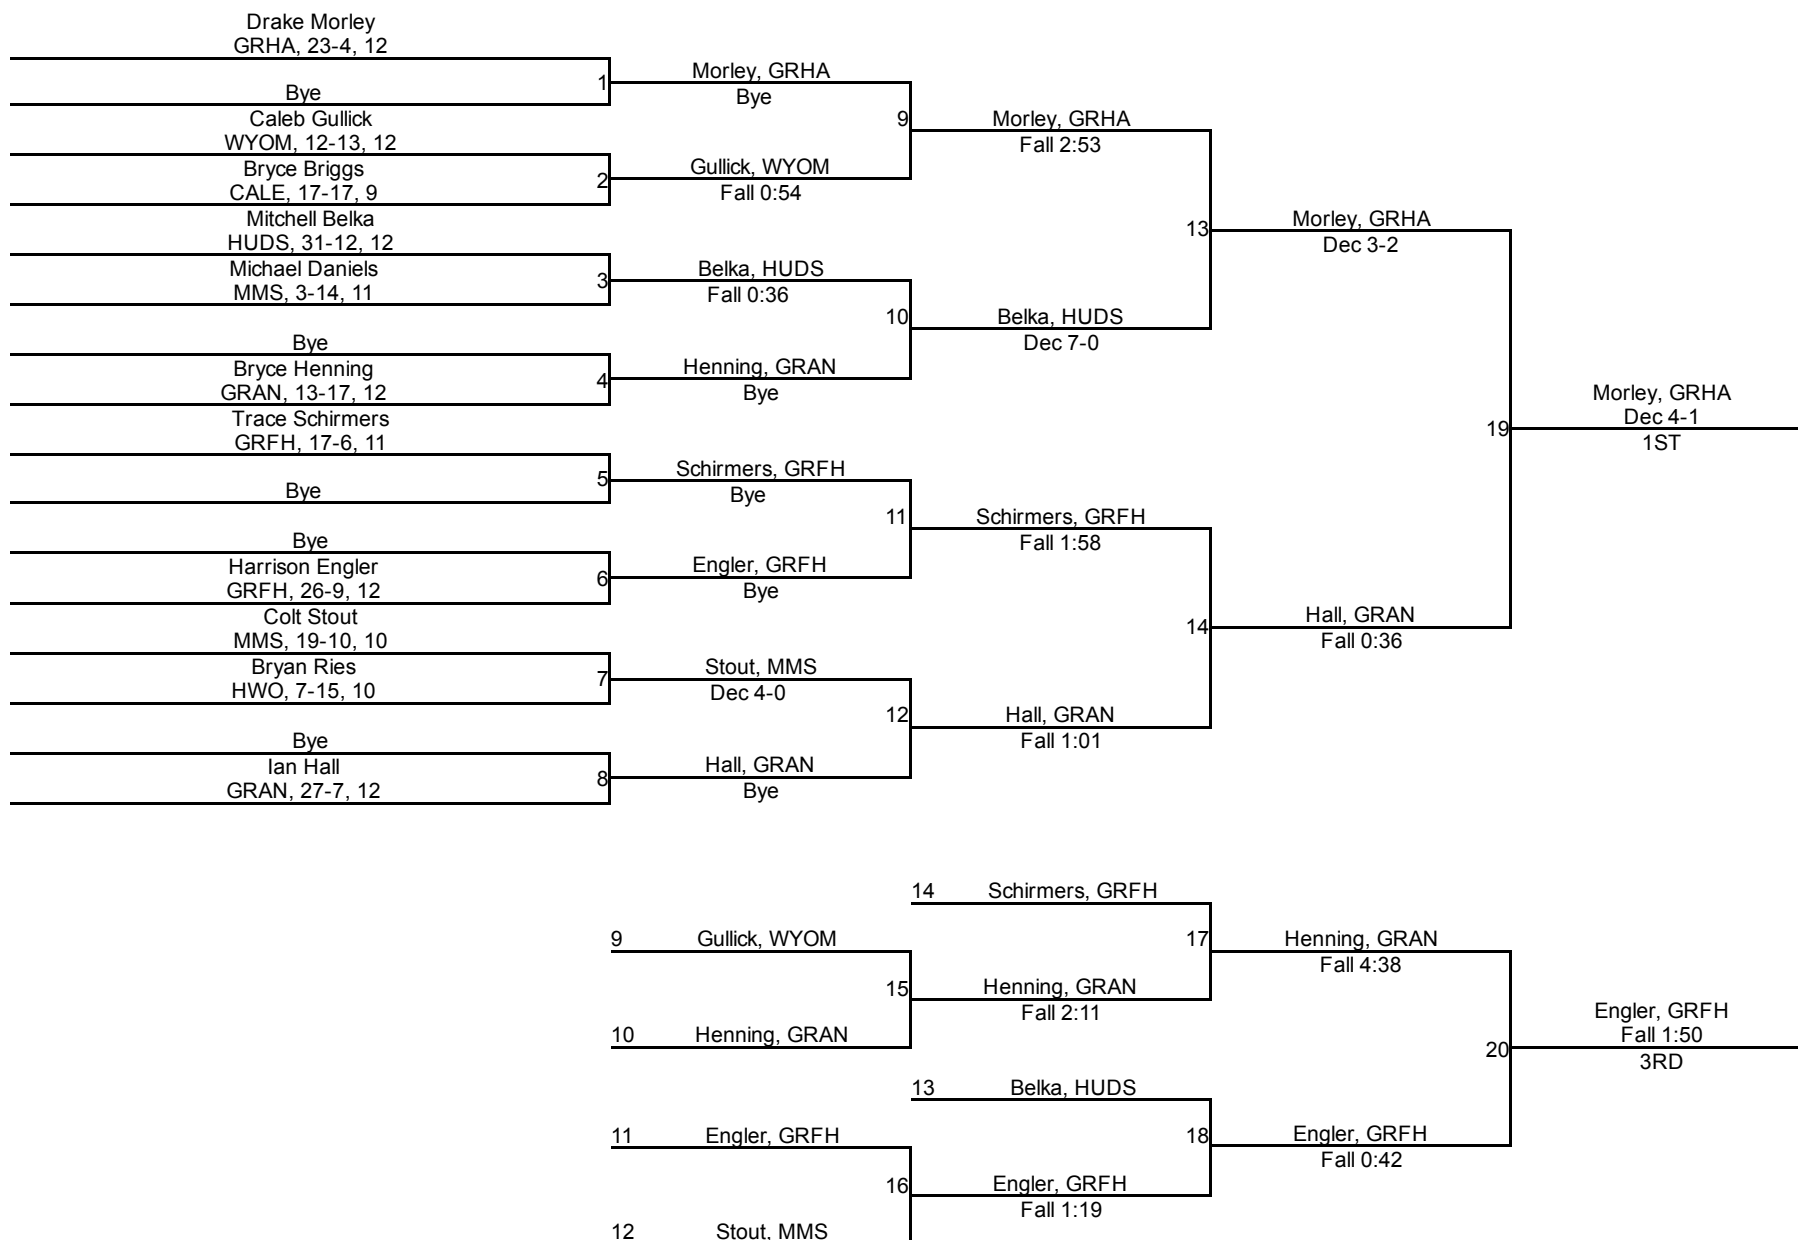 Drake Morley
GRHA, 23-4, 12
Bye
1
Caleb Gullick
WYOM, 12-13, 12
Bryce Briggs
CALE, 17-17, 9
2
Mitchell Belka
HUDS, 31-12, 12
Michael Daniels
MMS, 3-14, 11
3
Bye
Bryce Henning
GRAN, 13-17, 12
4
Trace Schirmers
GRFH, 17-6, 11
Bye
5
Bye
Harrison Engler
GRFH, 26-9, 12
6
Colt Stout
MMS, 19-10, 10
Bryan Ries
HWO, 7-15, 10
7
Bye
Ian Hall
GRAN, 27-7, 12
8
Morley, GRHA
Bye
9
Gullick, WYOM
Fall 0:54
Belka, HUDS
Fall 0:36
10
Henning, GRAN
Bye
Schirmers, GRFH
Bye
11
Engler, GRFH
Bye
Stout, MMS
Dec 4-0
12
Hall, GRAN
Bye
Morley, GRHA
Fall 2:53
13
Belka, HUDS
Dec 7-0
Schirmers, GRFH
Fall 1:58
14
Hall, GRAN
Fall 1:01
Morley, GRHA
Dec 3-2
19
Hall, GRAN
Fall 0:36
Morley, GRHA
Dec 4-1
1ST
14 Schirmers, GRFH
9 Gullick, WYOM
15
10 Henning, GRAN
Henning, GRAN
Fall 2:11
17
Henning, GRAN
Fall 4:38
13 Belka, HUDS
11 Engler, GRFH
16
12 Stout, MMS
Engler, GRFH
Fall 1:19
18
Engler, GRFH
Fall 0:42
20
Engler, GRFH
Fall 1:50
3RD